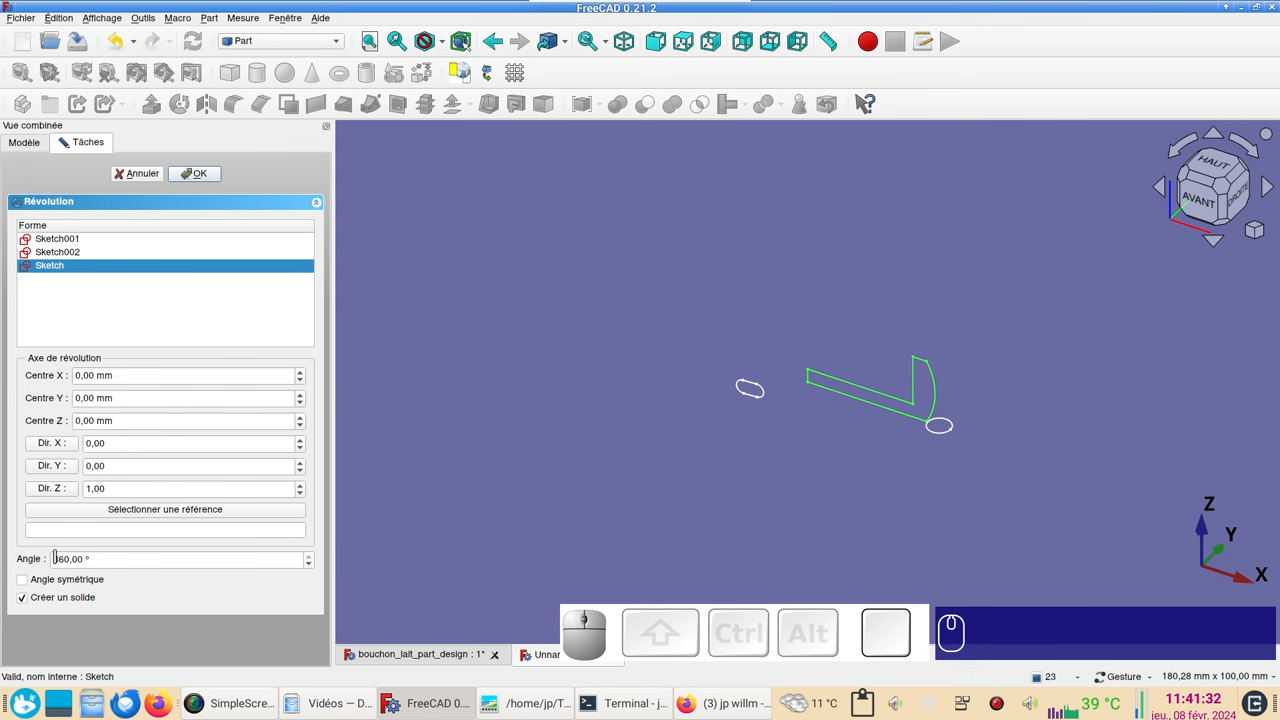 FreeCAD 0.21.2
Fichier Édition Affichage Outils Macro Part Mesure Fenêtre Aide
Part
Vue combinée
Modèle Tâches
Annuler OK
Révolution
Forme
Sketch001
Sketch002
Sketch
Axe de révolution
Centre X : 0,00 mm
Centre Y : 0,00 mm
Centre Z : 0,00 mm
Dir. X : 0,00
Dir. Y : 0,00
Dir. Z : 1,00
Sélectionner une référence
Angle : 360,00 °
Angle symétrique
Créer un solide
HAUT
AVANT
DROITE
Z
Y
X
Ctrl Alt
bouchon_lait_part_design : 1* Unnar
Valid, nom interne : Sketch 23 Gesture 180,28 mm x 100,00 mm
SimpleScre... Vidéos — D... FreeCAD 0.... /home/jp/T... Terminal - j... (3) jp willm -... 11 °C 39 °C
11:41:32
jeu., 08 févr. 2024